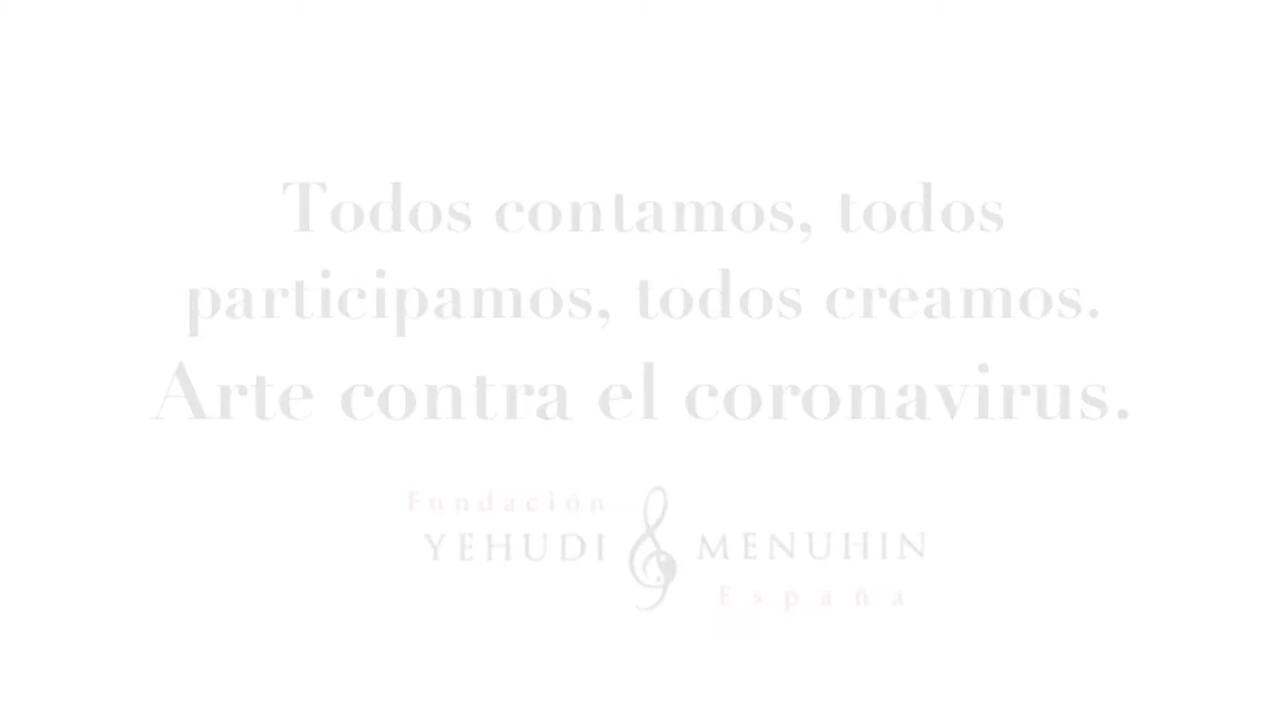 Todos contamos, todos
participamos, todos creamos.
Arte contra el coronavirus.
Fundación
YEHUDI MENUHIN
España